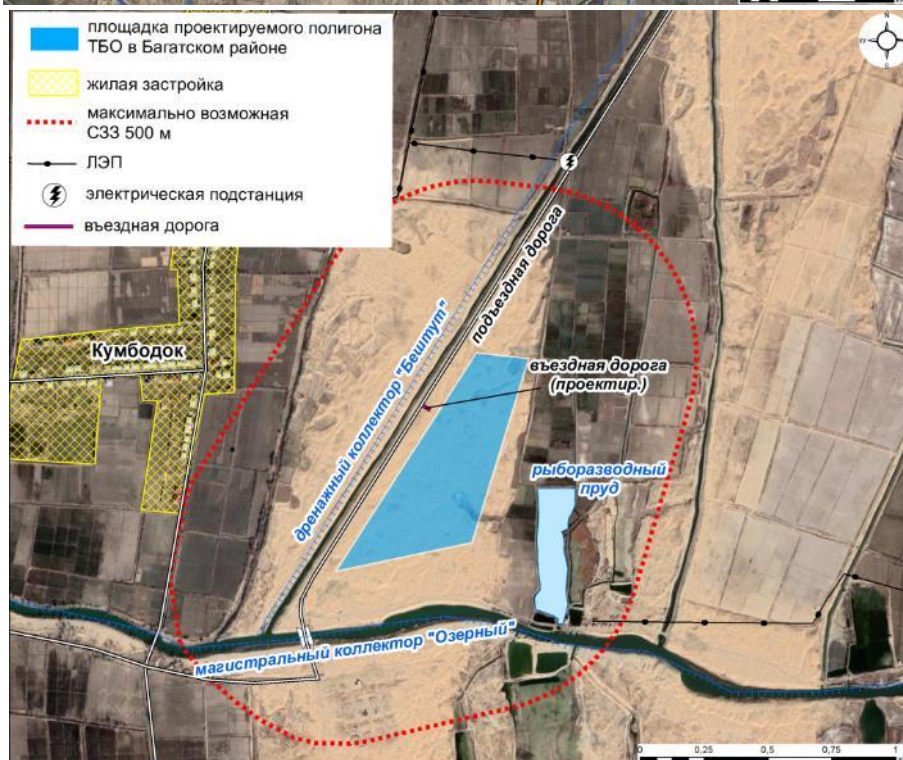 площадка проектируемого полигона
ТБО в Багатском районе
жилая застройка
максимально возможная
СЗЗ 500 м
ЛЭП
электрическая подстанция
въездная дорога
N
S
подъездная дорога
дренажный коллектор "Бештут"
Кумбодок
въездная дорога
(проектир.)
рыборазводный
пруд
магистральный коллектор "Озерный"
0 0,25 0,5 0,75 1